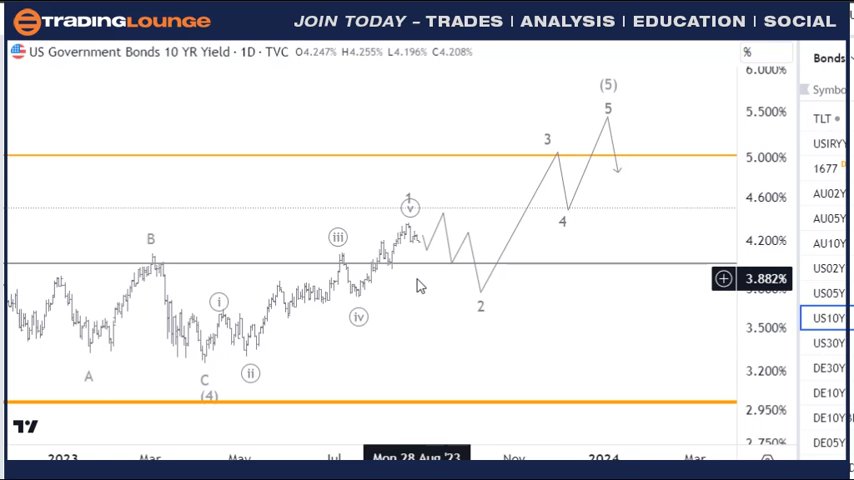 TRADINGLOUNGE
JOIN TODAY - TRADES | ANALYSIS | EDUCATION | SOCIAL
US Government Bonds 10 YR Yield · 1D · TVC O4.247% H4.255% L4.196% C4.208%
%
Bonds
6.000%
Symbo
(5)
5
5.500%
TLT
USIRYY
3
5.000%
1677
1
4.600%
AU02Y
v
4
AU05Y
B
iii
4.200%
AU10Y
3.882%
US02Y
i
iv
2
US05Y
3.500%
US10Y
A
C
ii
3.200%
US30Y
(4)
DE30Y
2.950%
DE10Y
2.750%
DE05Y
2023
Mar
May
Jul
Mon 28 Aug '23
Nov
2024
Mar